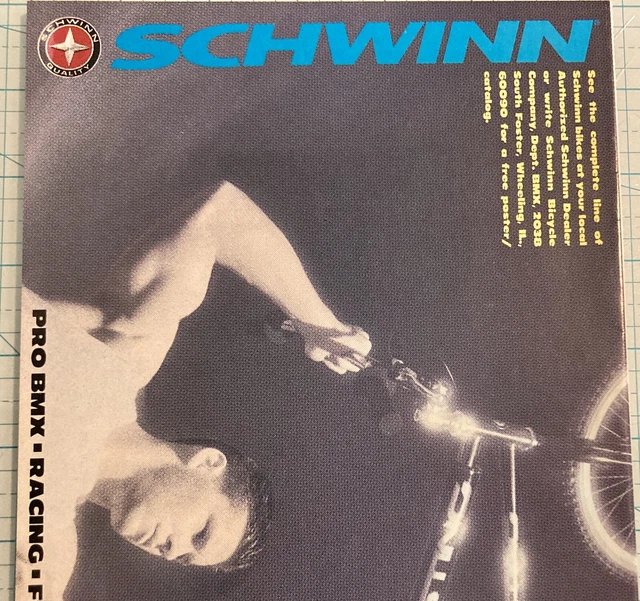 SCHWINN
QUALITY
SCHWINN
See the complete line of
Schwinn bikes at your local
Authorized Schwinn Dealer
or write Schwinn Bicycle
Company, Dept. BMX, 2038
South Foster, Wheeling, IL,
60090 for a free poster/
catalog.
PRO BMX ▪ RACING ▪ F